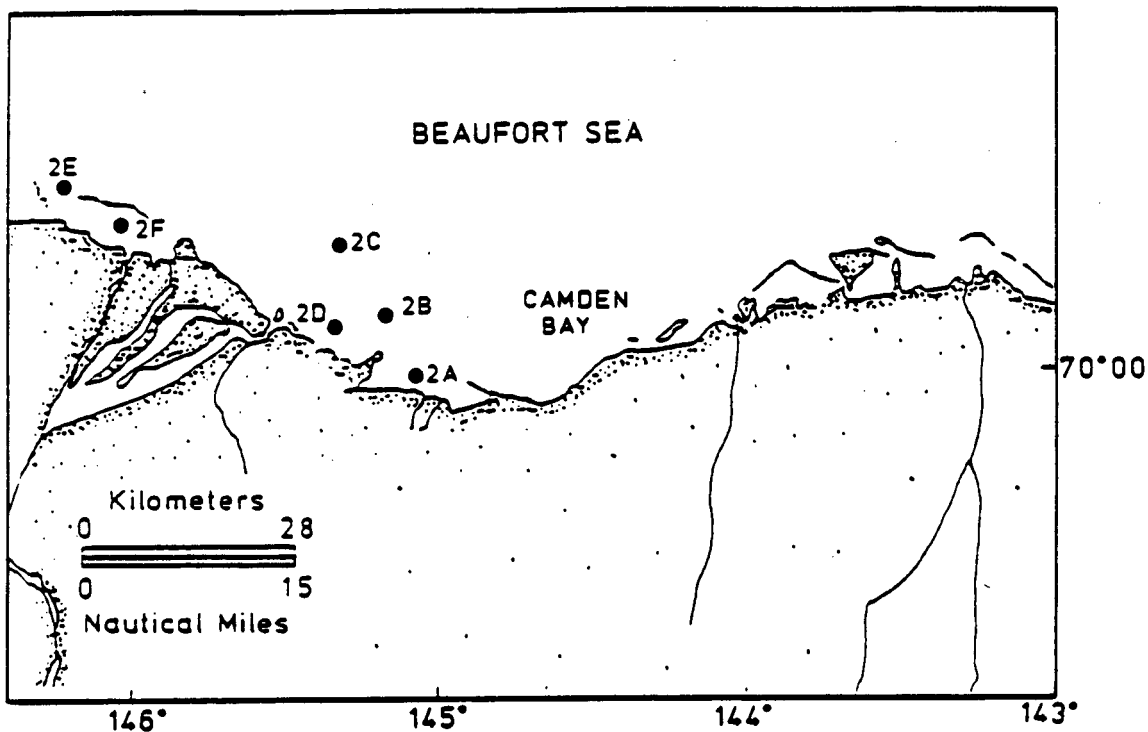 BEAUFORT SEA
2E
2F
2C
2D
2B
CAMDEN
BAY
2A
70°00
Kilometers
0 28
0 15
Nautical Miles
146° 145° 144° 143°